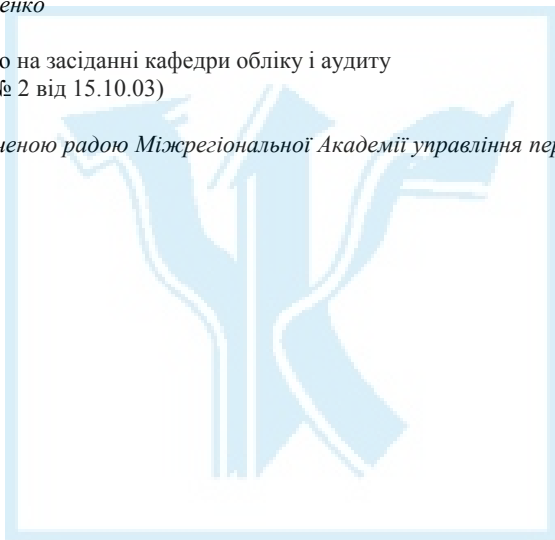 енко
о на засіданні кафедри обліку і аудиту
№ 2 від 15.10.03)
ченою радою Міжрегіональної Академії управління пер